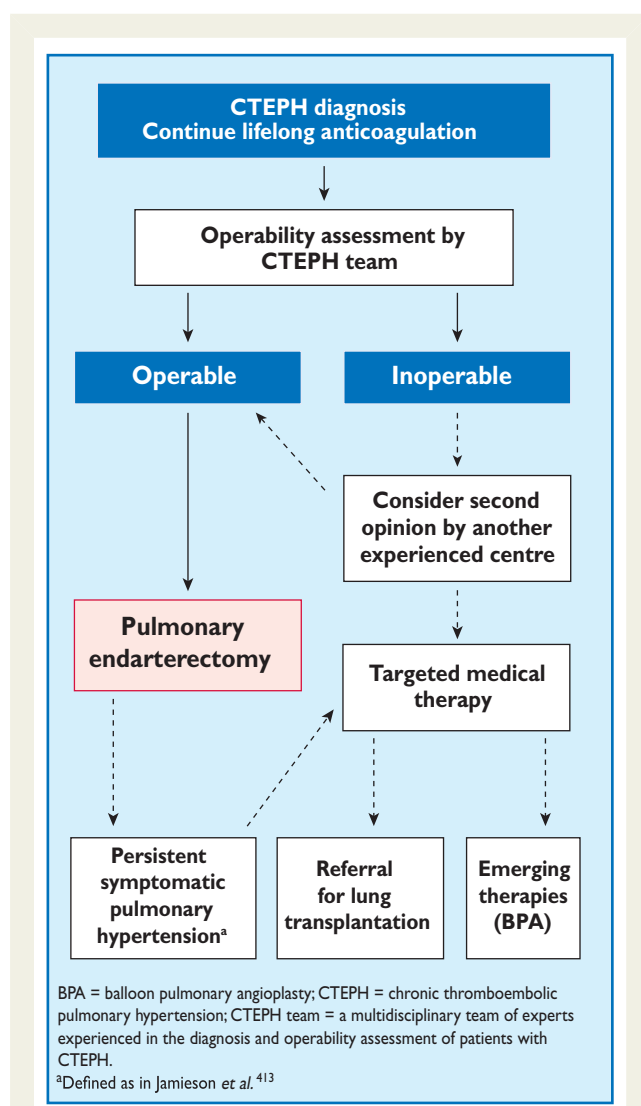 CTEPH diagnosis
Continue lifelong anticoagulation
Operability assessment by
CTEPH team
Operable
Inoperable
Consider second
opinion by another
experienced centre
Pulmonary
endarterectomy
Targeted medical
therapy
Persistent
symptomatic
pulmonary
hypertensionᵃ
Referral
for lung
transplantation
Emerging
therapies
(BPA)
BPA = balloon pulmonary angioplasty; CTEPH = chronic thromboembolic
pulmonary hypertension; CTEPH team = a multidisciplinary team of experts
experienced in the diagnosis and operability assessment of patients with
CTEPH.
ᵃDefined as in Jamieson et al.⁴¹³